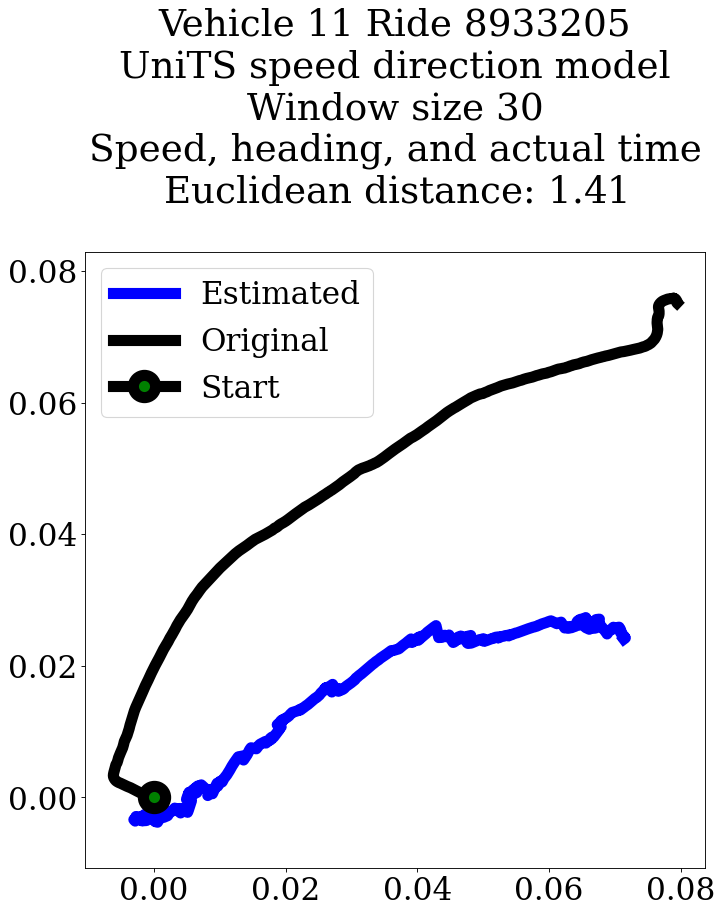 Vehicle 11 Ride 8933205
UniTS speed direction model
Window size 30
Speed, heading, and actual time
Euclidean distance: 1.41
0.08
Estimated
Original
Start
0.06
0.04
0.02
0.00
0.00 0.02 0.04 0.06 0.08